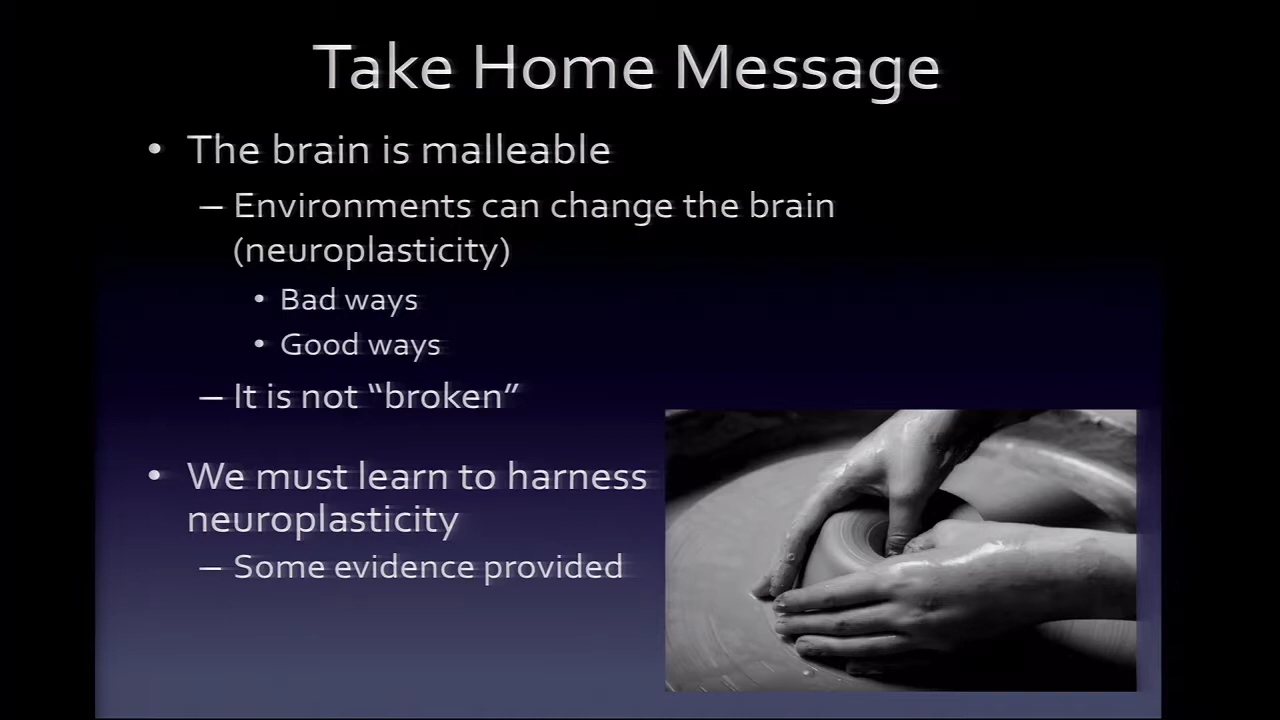 Take Home Message
• The brain is malleable
– Environments can change the brain
(neuroplasticity)
• Bad ways
• Good ways
– It is not “broken”
• We must learn to harness
neuroplasticity
– Some evidence provided